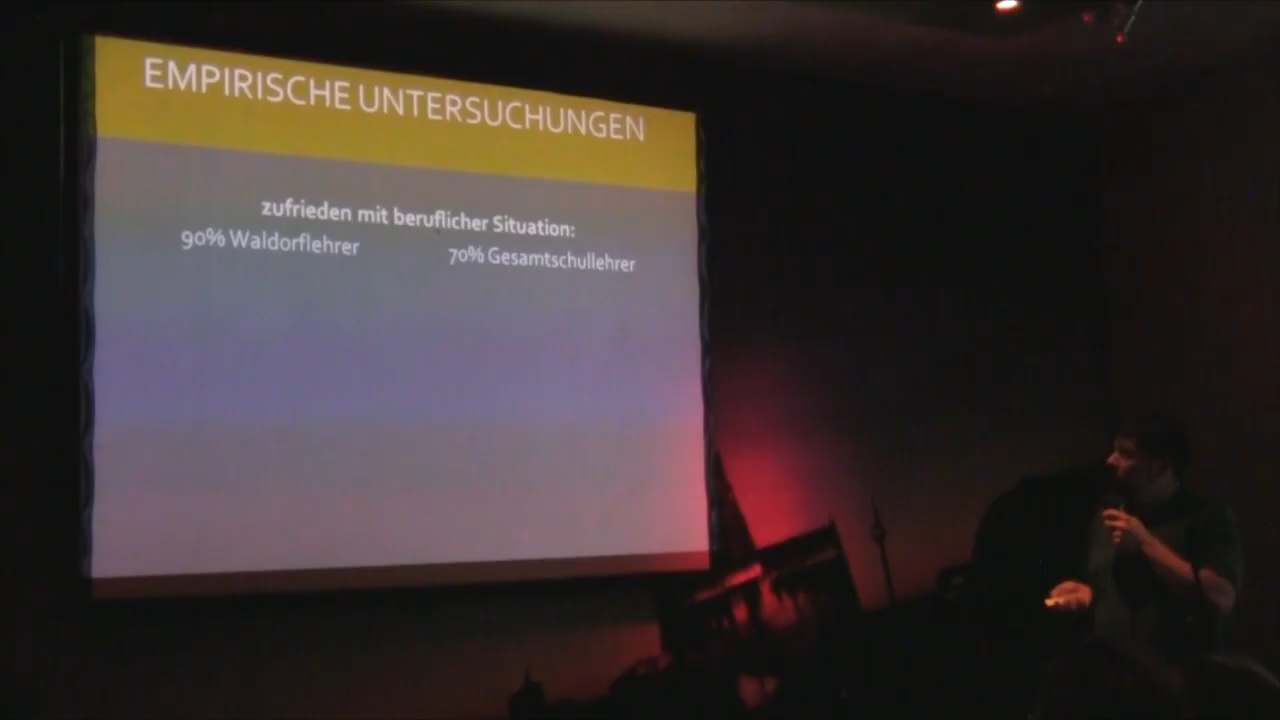 EMPIRISCHE UNTERSUCHUNGEN
zufrieden mit beruflicher Situation:
90% Waldorflehrer 70% Gesamtschullehrer